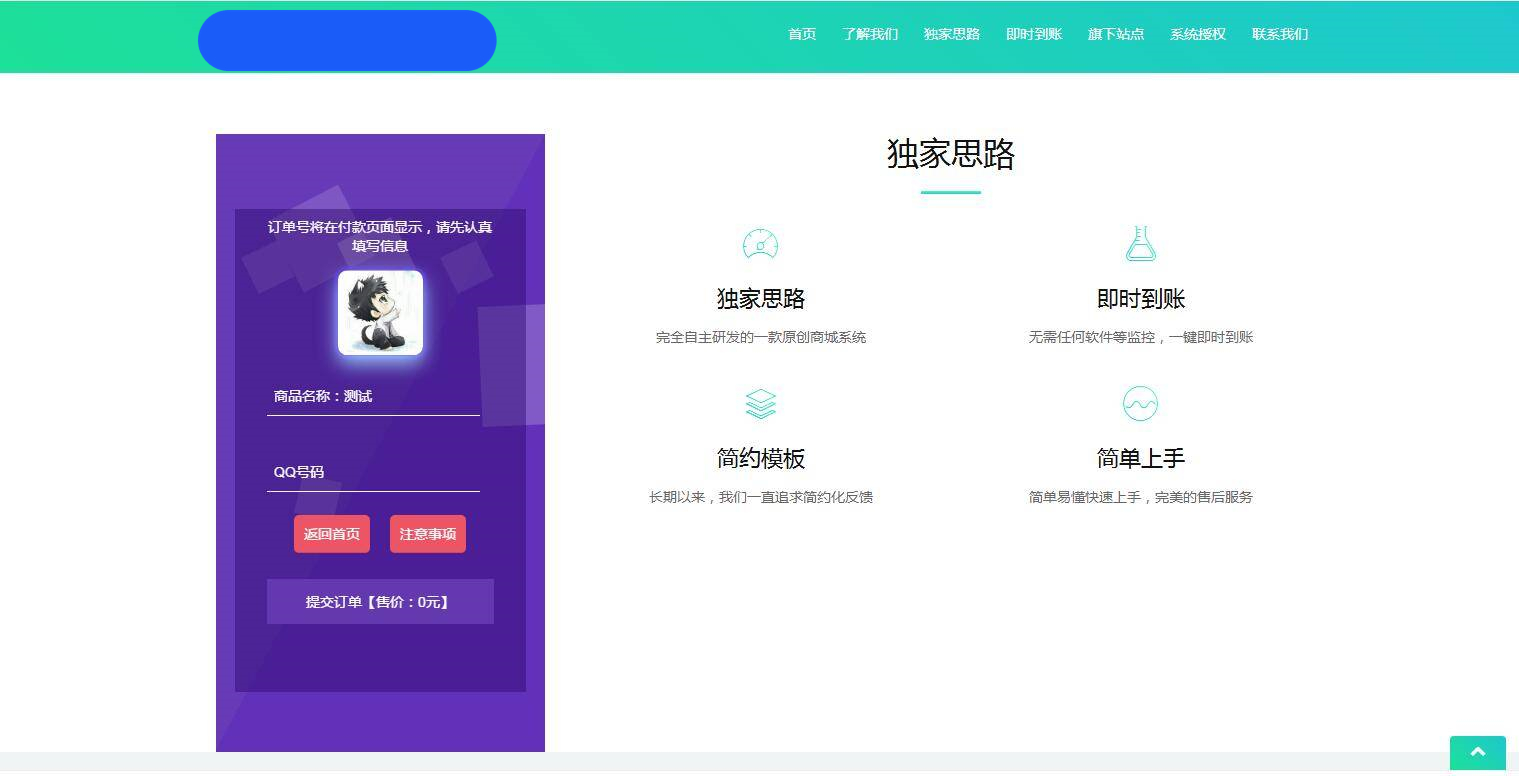 首页
了解我们
独家思路
即时到账
旗下站点
系统授权
联系我们
订单号将在付款页面显示，请先认真
填写信息
商品名称：测试
QQ号码
返回首页
注意事项
提交订单【售价：0元】
独家思路
独家思路
完全自主研发的一款原创商城系统
即时到账
无需任何软件等监控，一键即时到账
简约模板
长期以来，我们一直追求简约化反馈
简单上手
简单易懂快速上手，完美的售后服务